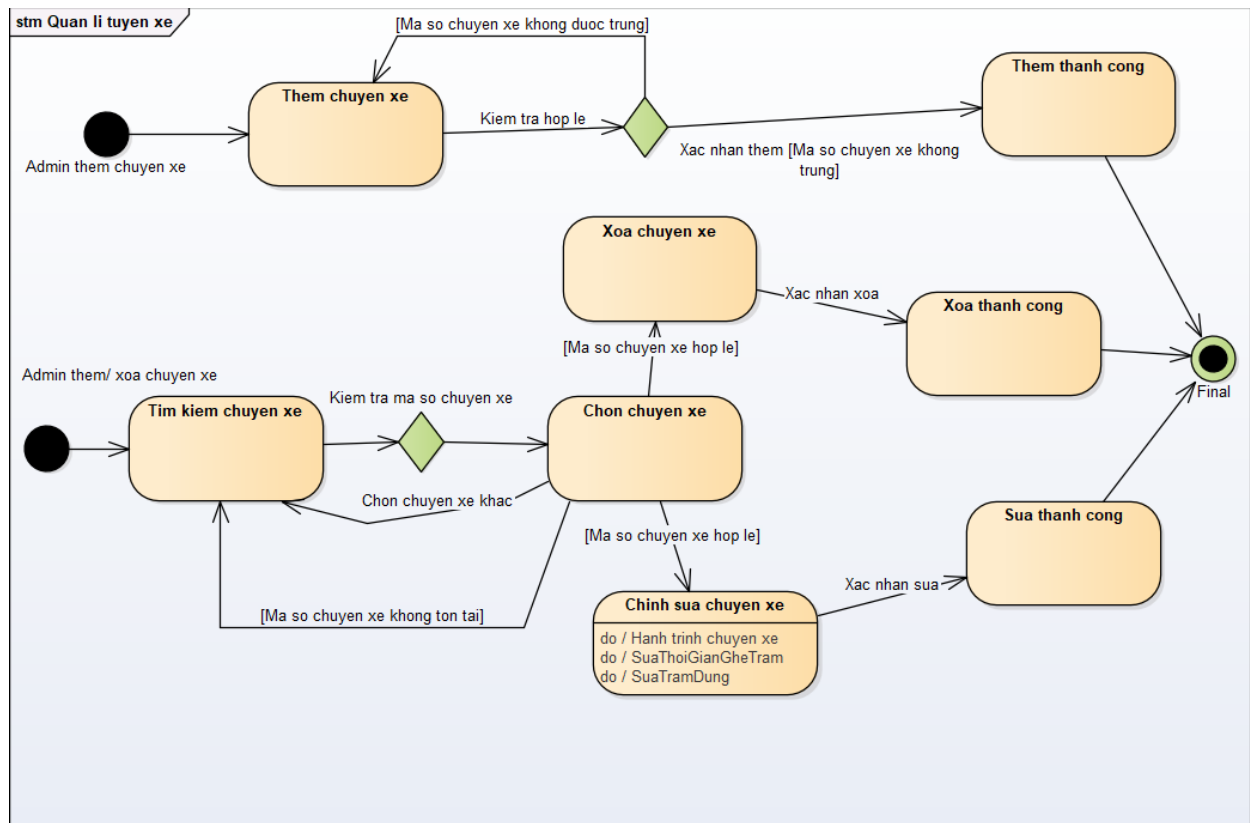 stm Quan li tuyen xe
[Ma so chuyen xe khong duoc trung]
Them chuyen xe
Them thanh cong
Kiem tra hop le
Admin them chuyen xe
Xac nhan them [Ma so chuyen xe khong
trung]
Xoa chuyen xe
Xac nhan xoa
Xoa thanh cong
[Ma so chuyen xe hop le]
Final
Admin them/ xoa chuyen xe
Kiem tra ma so chuyen xe
Tim kiem chuyen xe
Chon chuyen xe
Chon chuyen xe khac
[Ma so chuyen xe hop le]
Sua thanh cong
[Ma so chuyen xe khong ton tai]
Xac nhan sua
Chinh sua chuyen xe
do / Hanh trinh chuyen xe
do / SuaThoiGianGheTram
do / SuaTramDung